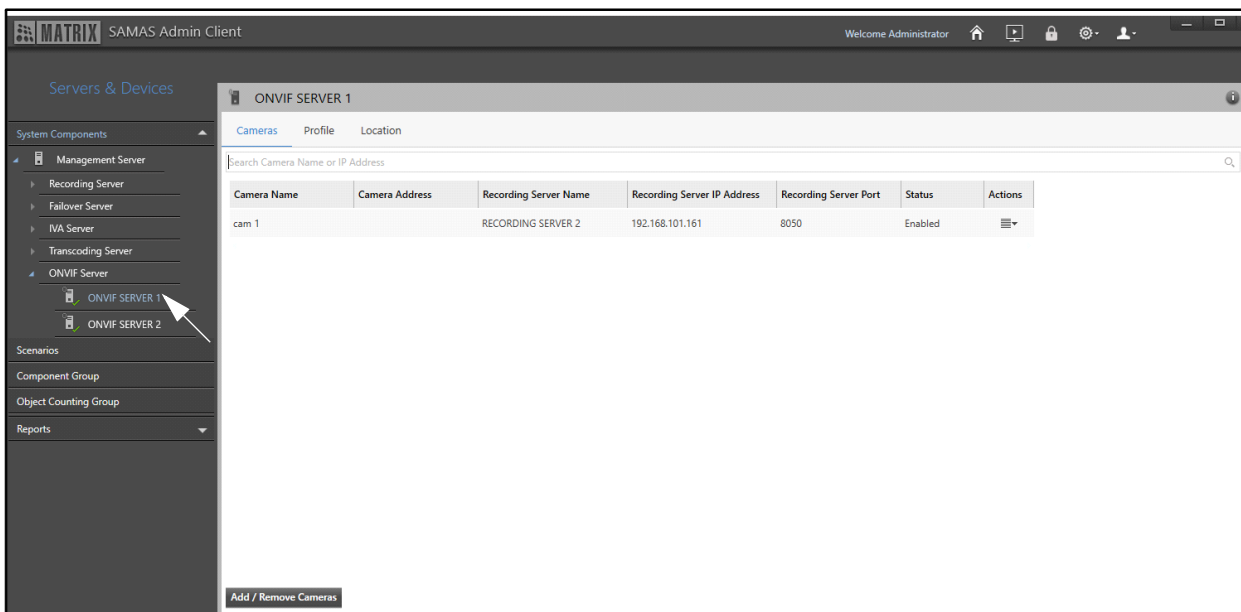 MATRIX SAMAS Admin Client
Welcome Administrator
Servers & Devices
System Components
Management Server
Recording Server
Failover Server
IVA Server
Transcoding Server
ONVIF Server
ONVIF SERVER 1
ONVIF SERVER 2
Scenarios
Component Group
Object Counting Group
Reports
ONVIF SERVER 1
Cameras Profile Location
Search Camera Name or IP Address
Camera Name Camera Address Recording Server Name Recording Server IP Address Recording Server Port Status Actions
cam 1 RECORDING SERVER 2 192.168.101.161 8050 Enabled
Add / Remove Cameras